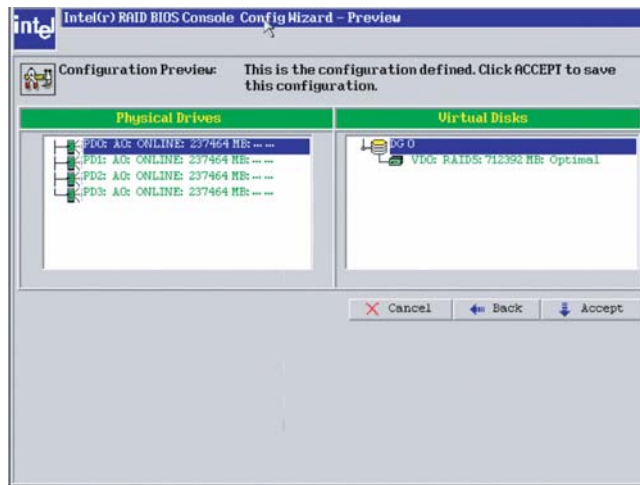 intel
Intel(r) RAID BIOS Console Config Wizard – Preview
Configuration Preview:
This is the configuration defined. Click ACCEPT to save
this configuration.
Physical Drives
PD0: A0: ONLINE: 237464 MB: --- ---
PD1: A0: ONLINE: 237464 MB: --- ---
PD2: A0: ONLINE: 237464 MB: --- ---
PD3: A0: ONLINE: 237464 MB: --- ---
Virtual Disks
DG 0
VD0: RAID5: 712392 MB: Optimal
Cancel
Back
Accept